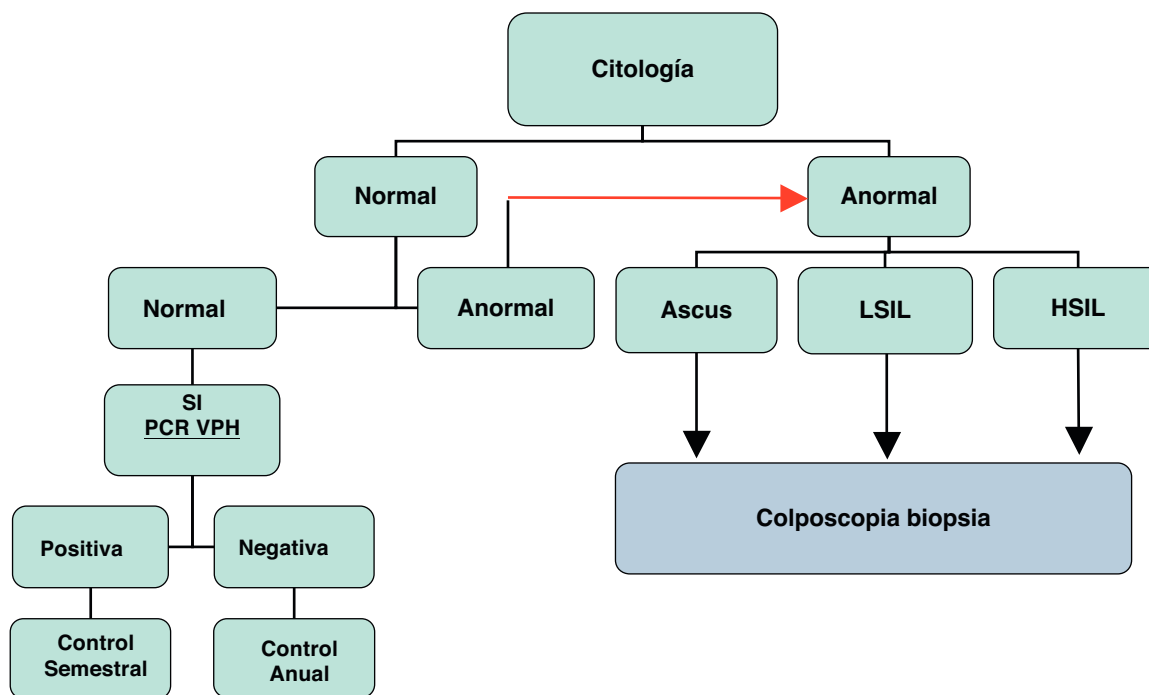 Citología
Normal
Anormal
Normal
Anormal
Ascus
LSIL
HSIL
SI
PCR VPH
Colposcopia biopsia
Positiva
Negativa
Control
Semestral
Control
Anual